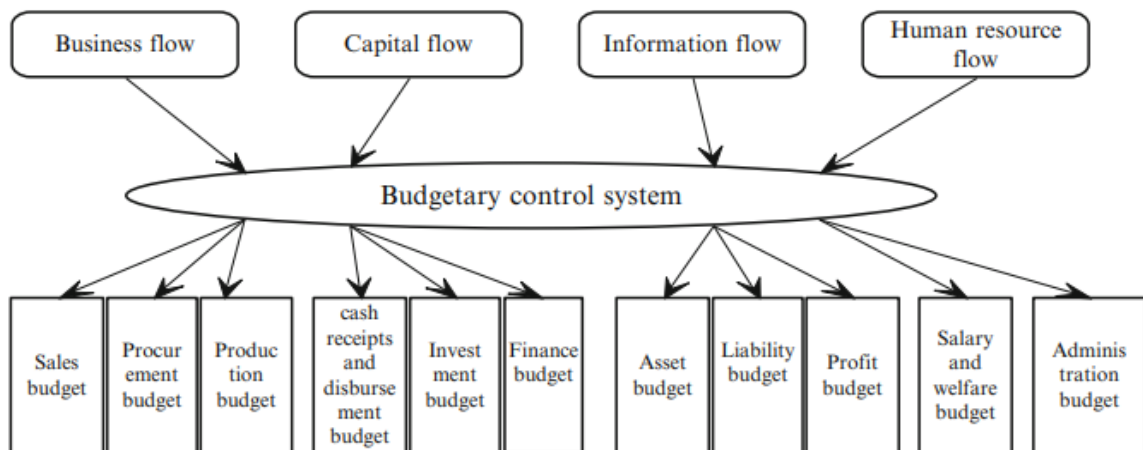 Business flow
Capital flow
Information flow
Human resource
flow
Budgetary control system
Sales
budget
Procur
ement
budget
Produc
tion
budget
cash
receipts
and
disburse
ment
budget
Invest
ment
budget
Finance
budget
Asset
budget
Liability
budget
Profit
budget
Salary
and
welfare
budget
Adminis
tration
budget